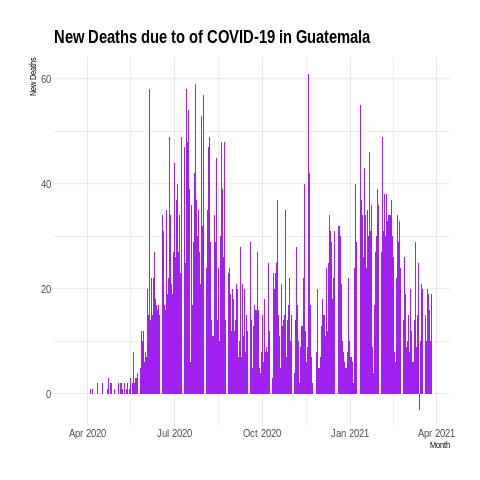 New Deaths due to of COVID-19 in Guatemala
New Deaths
60
40
20
0
Apr 2020 Jul 2020 Oct 2020 Jan 2021 Apr 2021
Month